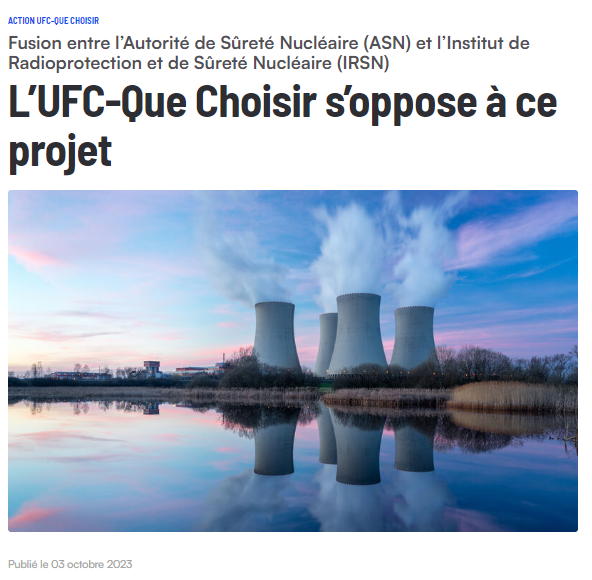 ACTION UFC-QUE CHOISIR
Fusion entre l’Autorité de Sûreté Nucléaire (ASN) et l’Institut de
Radioprotection et de Sûreté Nucléaire (IRSN)
L’UFC-Que Choisir s’oppose à ce
projet
Publié le 03 octobre 2023